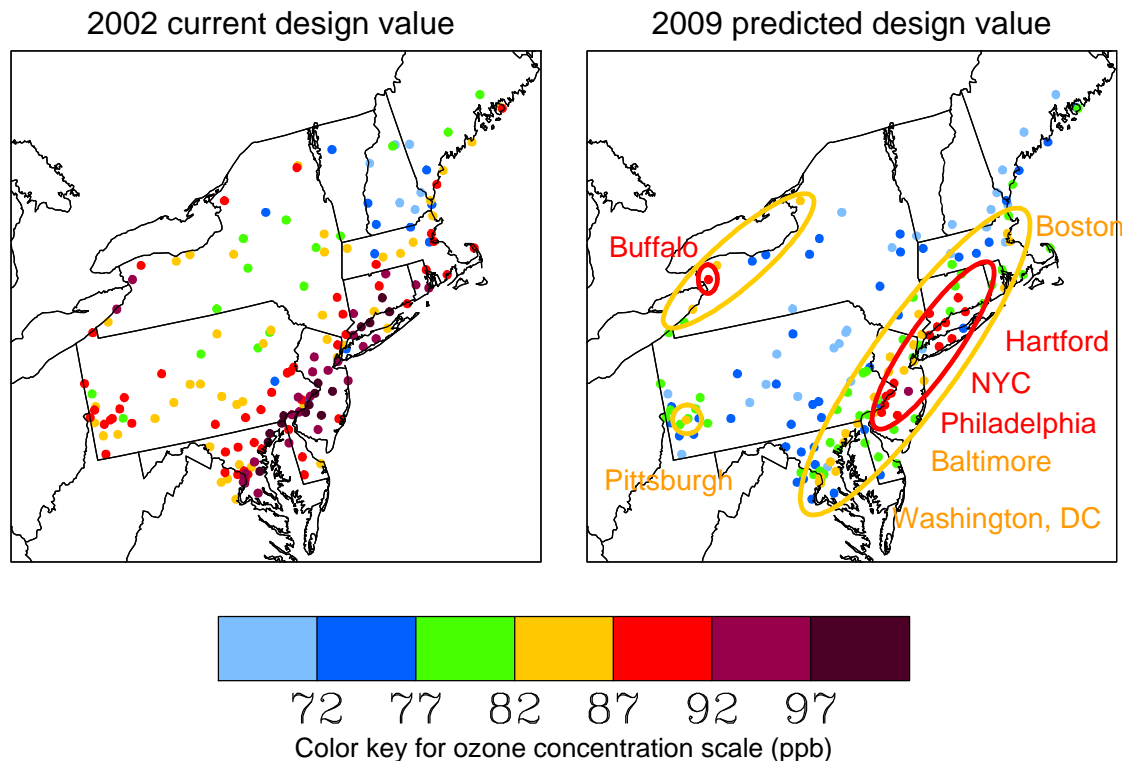 2002 current design value
2009 predicted design value
Boston
Buffalo
Hartford
NYC
Philadelphia
Baltimore
Pittsburgh
Washington, DC
72 77 82 87 92 97
Color key for ozone concentration scale (ppb)